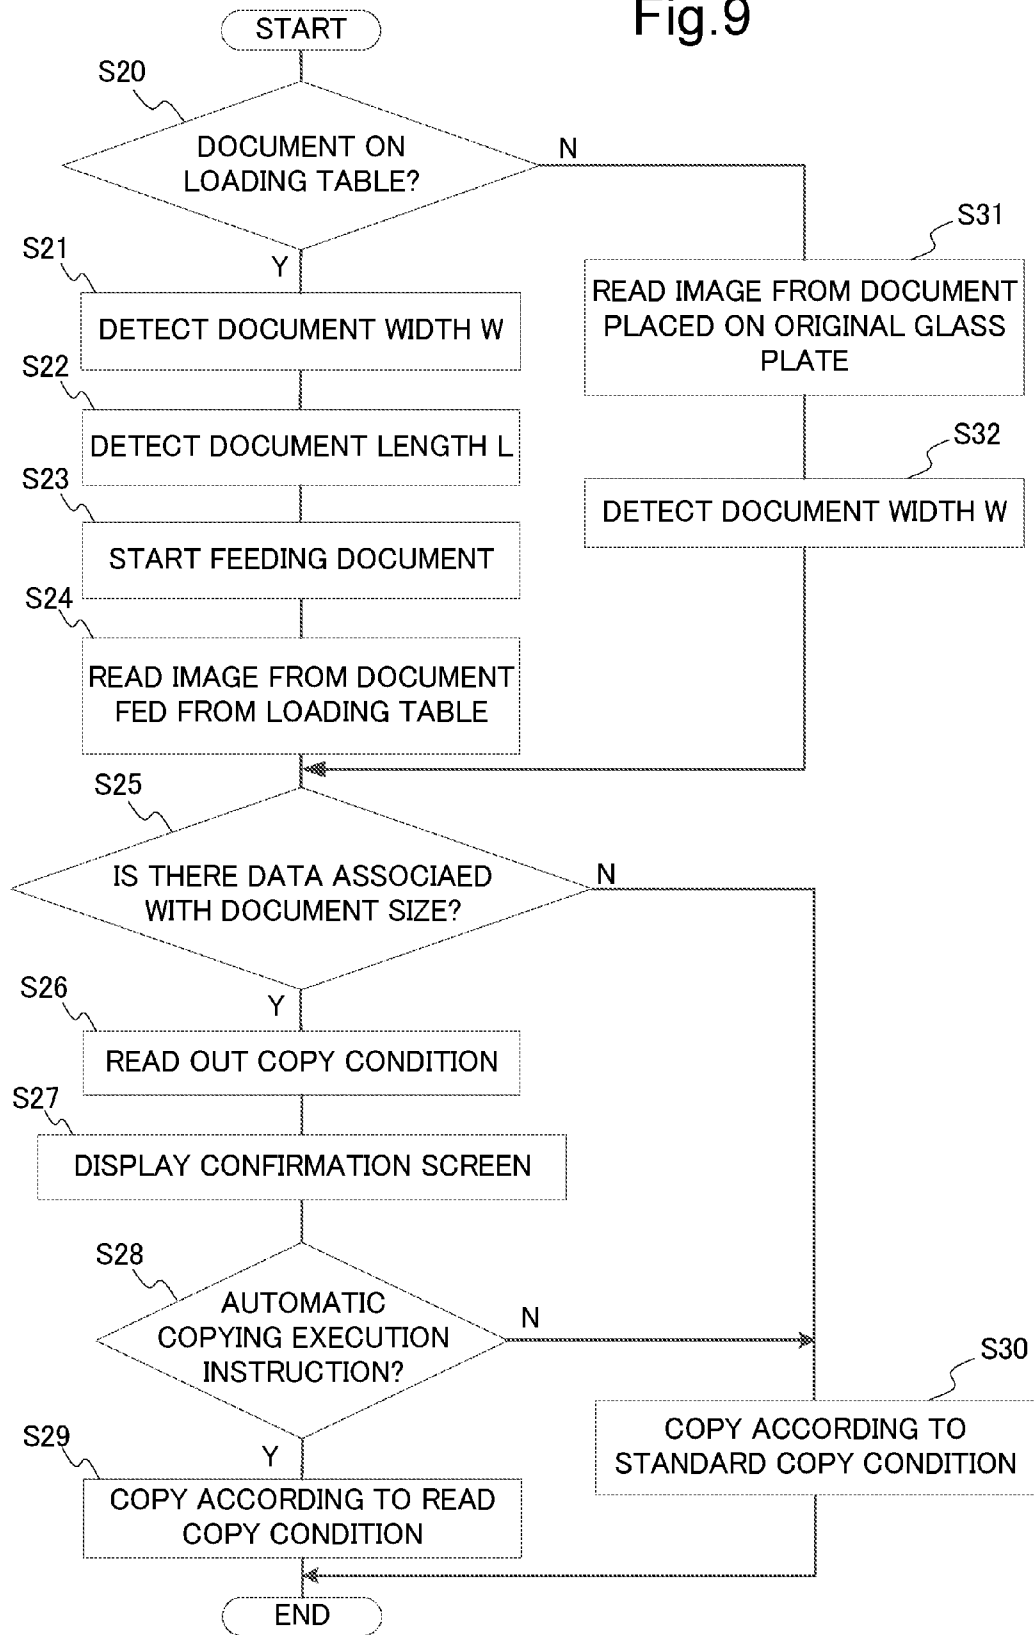 Fig.9
START
S20
DOCUMENT ON
LOADING TABLE?
N
Y
S21
DETECT DOCUMENT WIDTH W
S22
DETECT DOCUMENT LENGTH L
S23
START FEEDING DOCUMENT
S24
READ IMAGE FROM DOCUMENT
FED FROM LOADING TABLE
S31
READ IMAGE FROM DOCUMENT
PLACED ON ORIGINAL GLASS
PLATE
S32
DETECT DOCUMENT WIDTH W
S25
IS THERE DATA ASSOCIAED
WITH DOCUMENT SIZE?
N
Y
S26
READ OUT COPY CONDITION
S27
DISPLAY CONFIRMATION SCREEN
S28
AUTOMATIC
COPYING EXECUTION
INSTRUCTION?
N
Y
S29
COPY ACCORDING TO READ
COPY CONDITION
S30
COPY ACCORDING TO
STANDARD COPY CONDITION
END